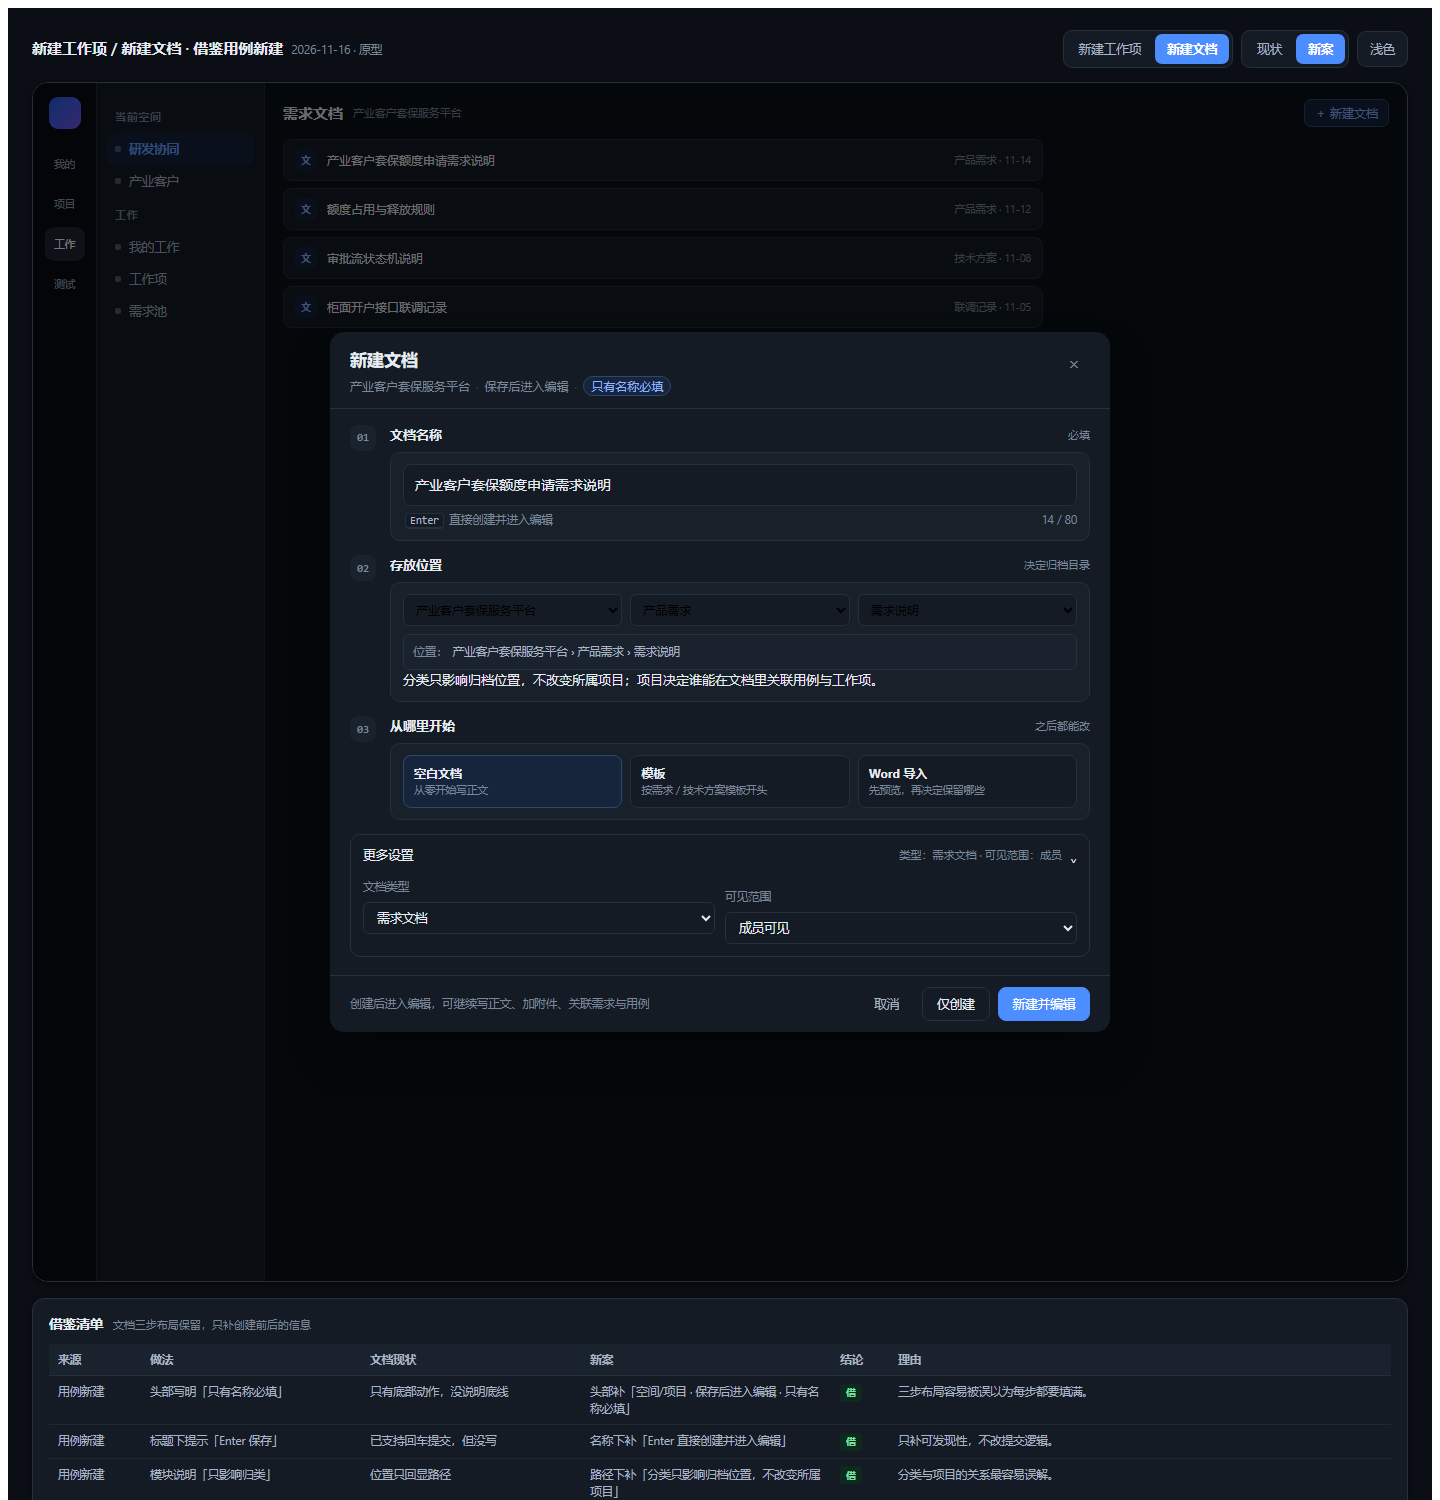 新建工作项 / 新建文档 · 借鉴用例新建 2026-11-16 · 原型
新建工作项 新建文档 现状 新案 浅色
我的
项目
工作
测试
当前空间
研发协同
产业客户
工作
我的工作
工作项
需求池
需求文档 产业客户套保服务平台
+ 新建文档
文 产业客户套保额度申请需求说明 产品需求 · 11-14
文 额度占用与释放规则 产品需求 · 11-12
文 审批流状态机说明 技术方案 · 11-08
文 柜面开户接口联调记录 联调记录 · 11-05
新建文档 ×
产业客户套保服务平台 · 保存后进入编辑 · 只有名称必填
01 文档名称 必填
产业客户套保额度申请需求说明
Enter 直接创建并进入编辑 14 / 80
02 存放位置 决定归档目录
产业客户套保服务平台 产品需求 需求说明
位置： 产业客户套保服务平台 › 产品需求 › 需求说明
分类只影响归档位置，不改变所属项目；项目决定谁能在文档里关联用例与工作项。
03 从哪里开始 之后都能改
空白文档 模板 Word 导入
从零开始写正文 按需求 / 技术方案模板开头 先预览，再决定保留哪些
更多设置 类型：需求文档 · 可见范围：成员
文档类型 可见范围
需求文档 成员可见
创建后进入编辑，可继续写正文、加附件、关联需求与用例 取消 仅创建 新建并编辑
借鉴清单 文档三步布局保留，只补创建前后的信息
来源 做法 文档现状 新案 结论 理由
用例新建 头部写明「只有名称必填」 只有底部动作，没说明底线 头部补「空间/项目 · 保存后进入编辑 · 只有名 借 三步布局容易被误以为每步都要填满。
称必填」
用例新建 标题下提示「Enter 保存」 已支持回车提交，但没写 名称下补「Enter 直接创建并进入编辑」 借 只补可发现性，不改提交逻辑。
用例新建 模块说明「只影响归类」 位置只回显路径 路径下补「分类只影响归档位置，不改变所属 借 分类与项目的关系最容易误解。
项目」